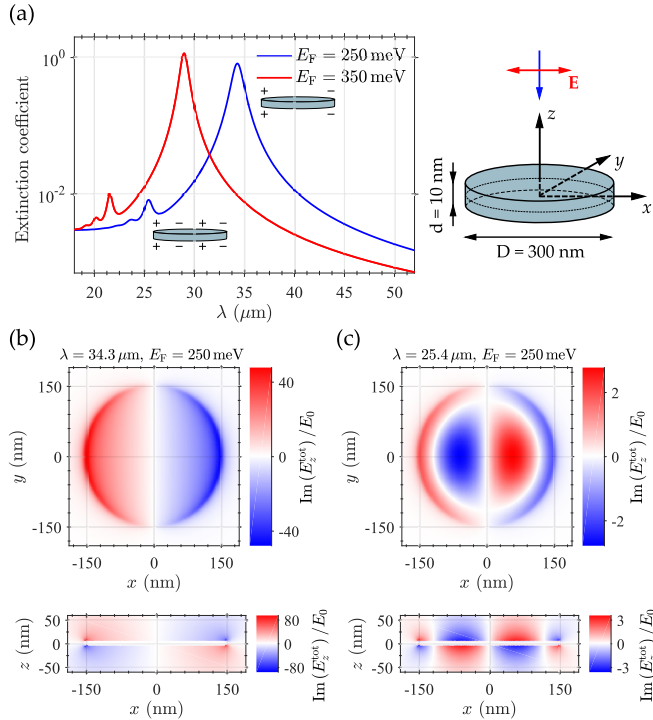 (a)
Extinction coefficient
10⁰
10⁻²
E_F = 250 meV
E_F = 350 meV
+ −
+ −
+ − + −
+ − + −
20 25 30 35 40 45 50
λ (μm)
E
z
y
x
d = 10 nm
D = 300 nm
(b)
λ = 34.3 μm, E_F = 250 meV
150
0
-150
y (nm)
-150 0 150
x (nm)
40
0
-40
Im (E_z^tot) / E_0
50
0
-50
z (nm)
-150 0 150
x (nm)
80
0
-80
Im (E_z^tot) / E_0
(c)
λ = 25.4 μm, E_F = 250 meV
150
0
-150
y (nm)
-150 0 150
x (nm)
2
0
-2
Im (E_z^tot) / E_0
50
0
-50
z (nm)
-150 0 150
x (nm)
3
0
-3
Im (E_z^tot) / E_0